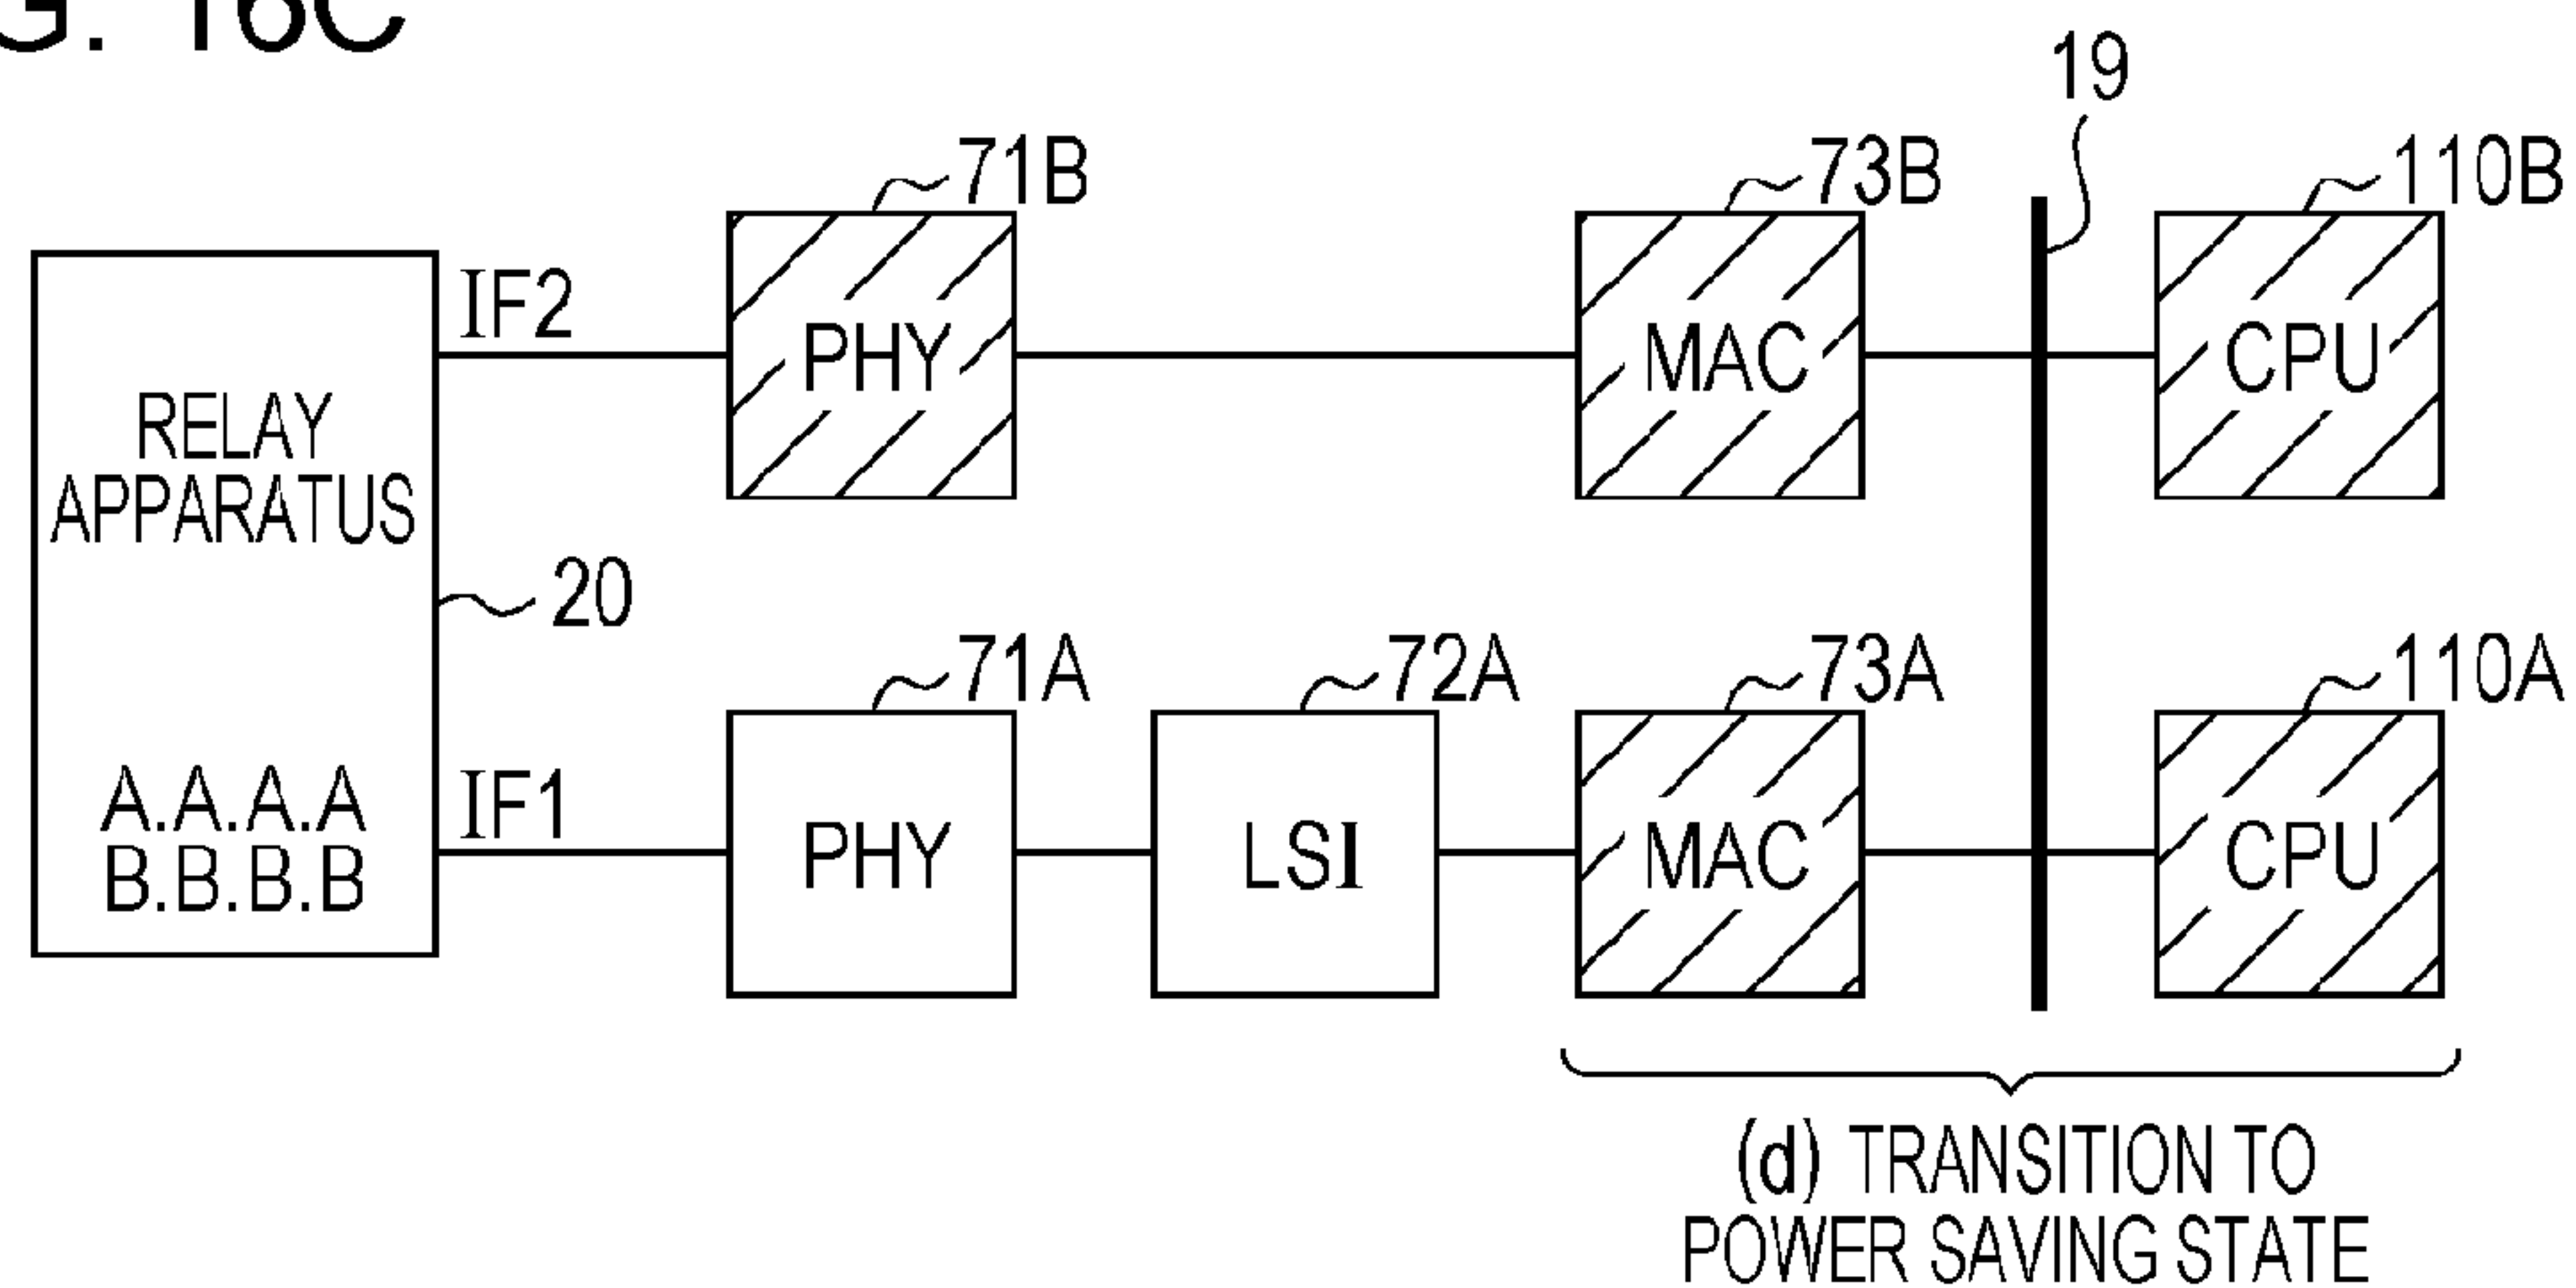 G. 16C
19
71B
73B
110B
IF2
PHY
MAC
CPU
RELAY
APPARATUS
20
71A
72A
73A
110A
A.A.A.A
B.B.B.B
IF1
PHY
LSI
MAC
CPU
(d) TRANSITION TO
POWER SAVING STATE